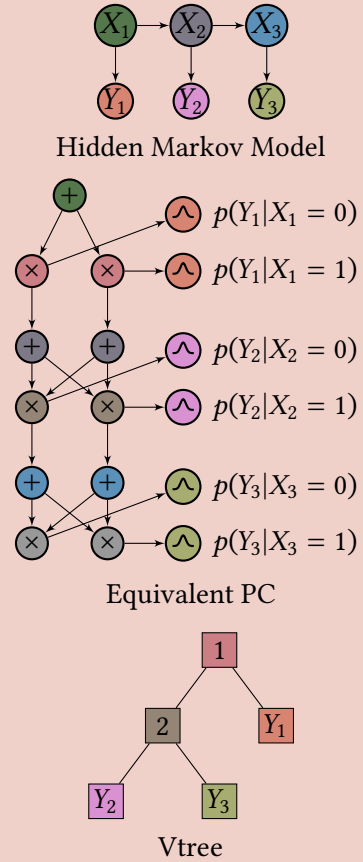 X₁ X₂ X₃
Y₁ Y₂ Y₃
Hidden Markov Model
+
p(Y₁|X₁ = 0)
× × p(Y₁|X₁ = 1)
+ + p(Y₂|X₂ = 0)
× × p(Y₂|X₂ = 1)
+ + p(Y₃|X₃ = 0)
× × p(Y₃|X₃ = 1)
Equivalent PC
1
2 Y₁
Y₂ Y₃
Vtree